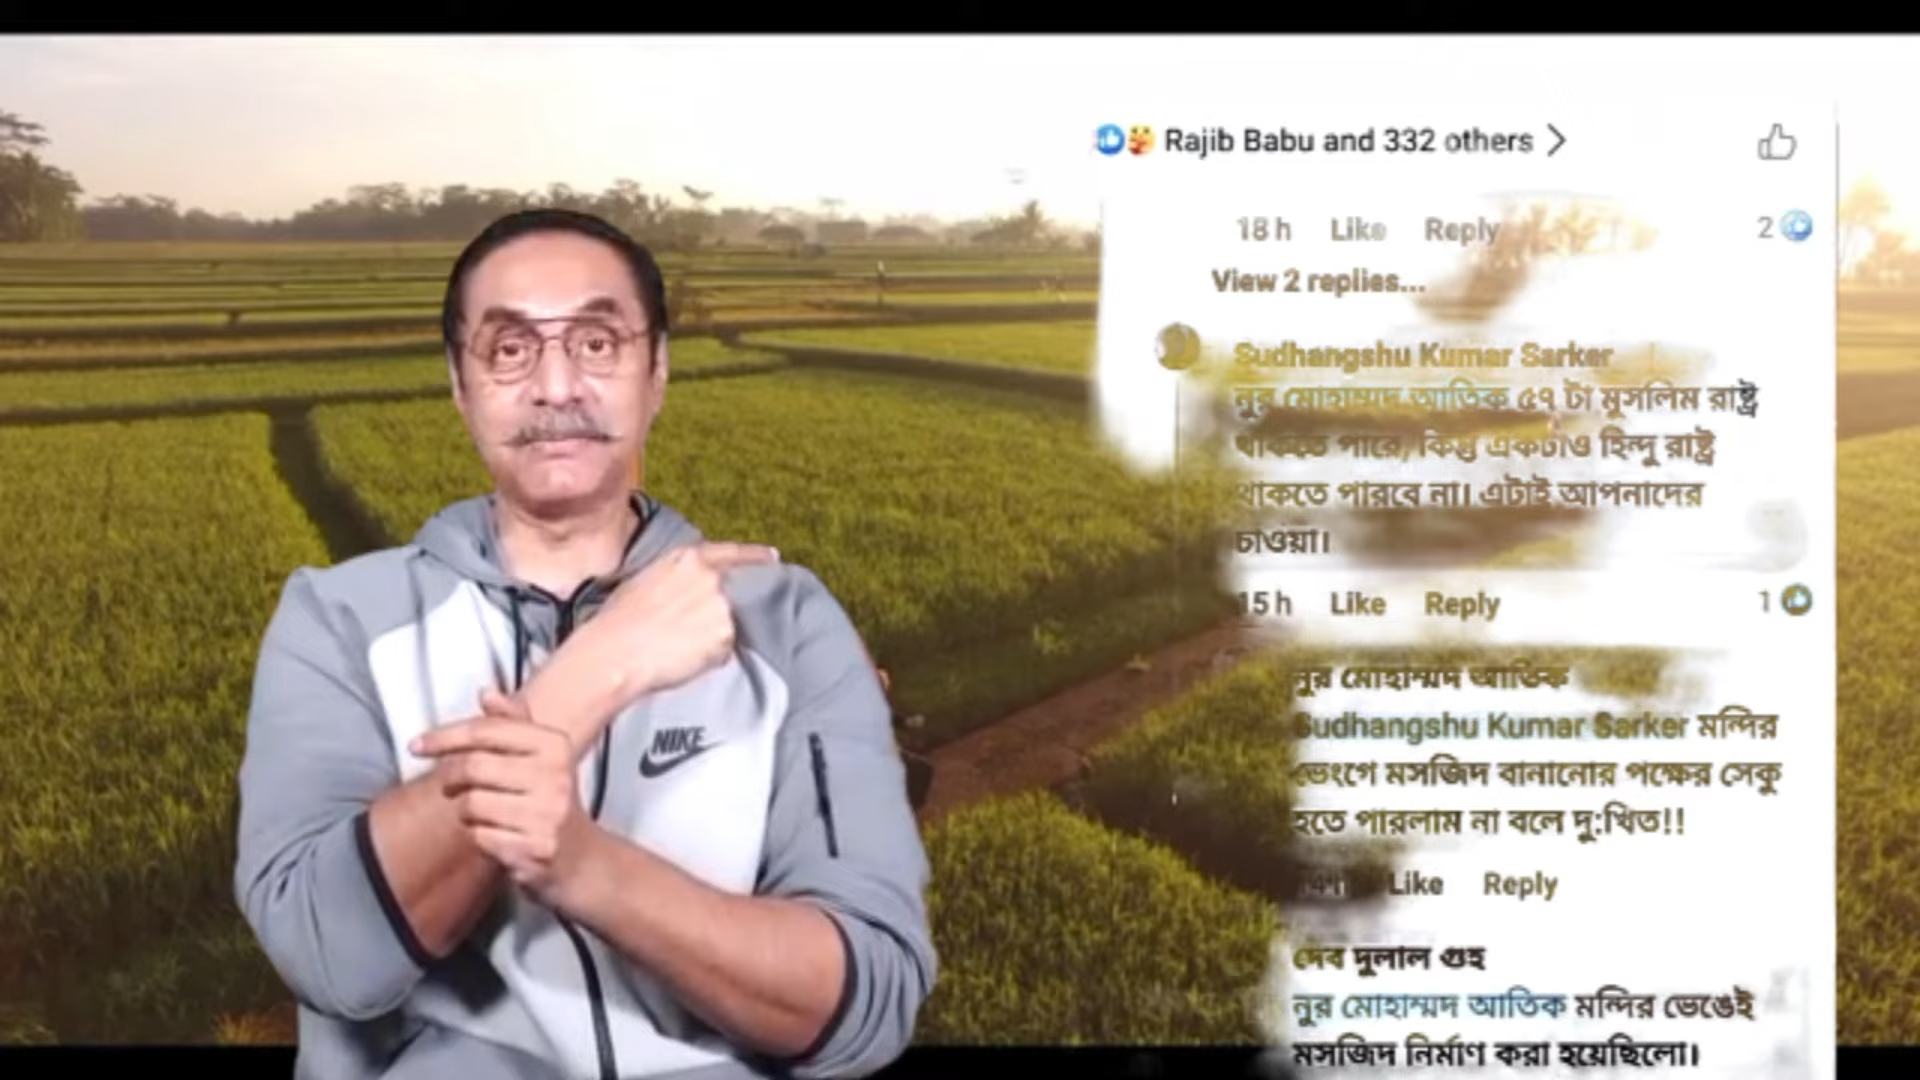 Rajib Babu and 332 others
18 h Like Reply 2
View 2 replies...
Sudhangshu Kumar Sarker
নুর মোহাম্মদ আতিক ৫৭ টা মুসলিম রাষ্ট্র
থাকতে পারে, কিন্তু একটাও হিন্দু রাষ্ট্র
থাকতে পারবে না। এটাই আপনাদের
চাওয়া।
15 h Like Reply 1
নুর মোহাম্মদ আতিক
Sudhangshu Kumar Sarker মন্দির
ভেংগে মসজিদ বানানোর পক্ষের সেকু
হতে পারলাম না বলে দু:খিত!!
Like Reply
দেব দুলাল গুহ
নুর মোহাম্মদ আতিক মন্দির ভেঙেই
মসজিদ নির্মাণ করা হয়েছিলো।
NIKE